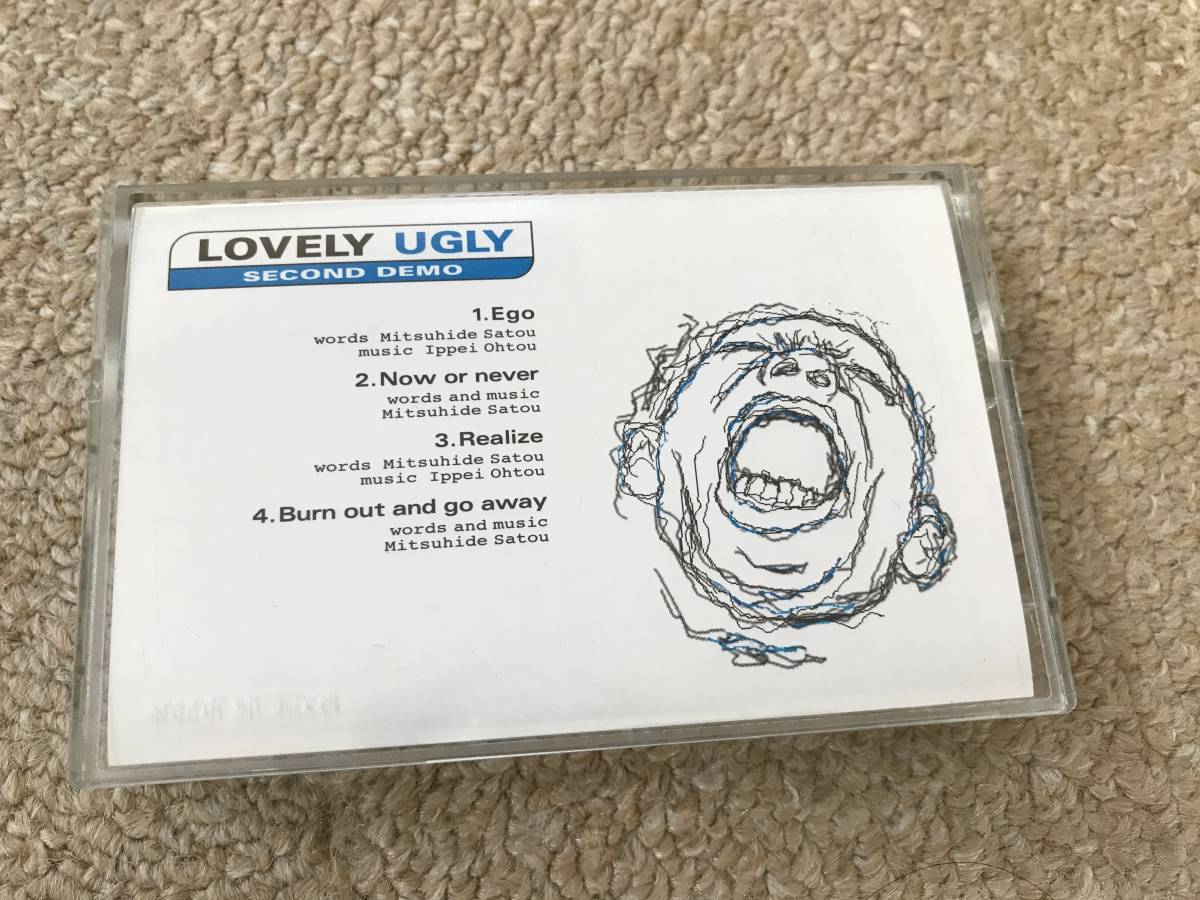 LOVELY UGLY
SECOND DEMO
1.Ego
words Mitsuhide Satou
music Ippei Ohtou
2.Now or never
words and music
Mitsuhide Satou
3.Realize
words Mitsuhide Satou
music Ippei Ohtou
4.Burn out and go away
words and music
Mitsuhide Satou